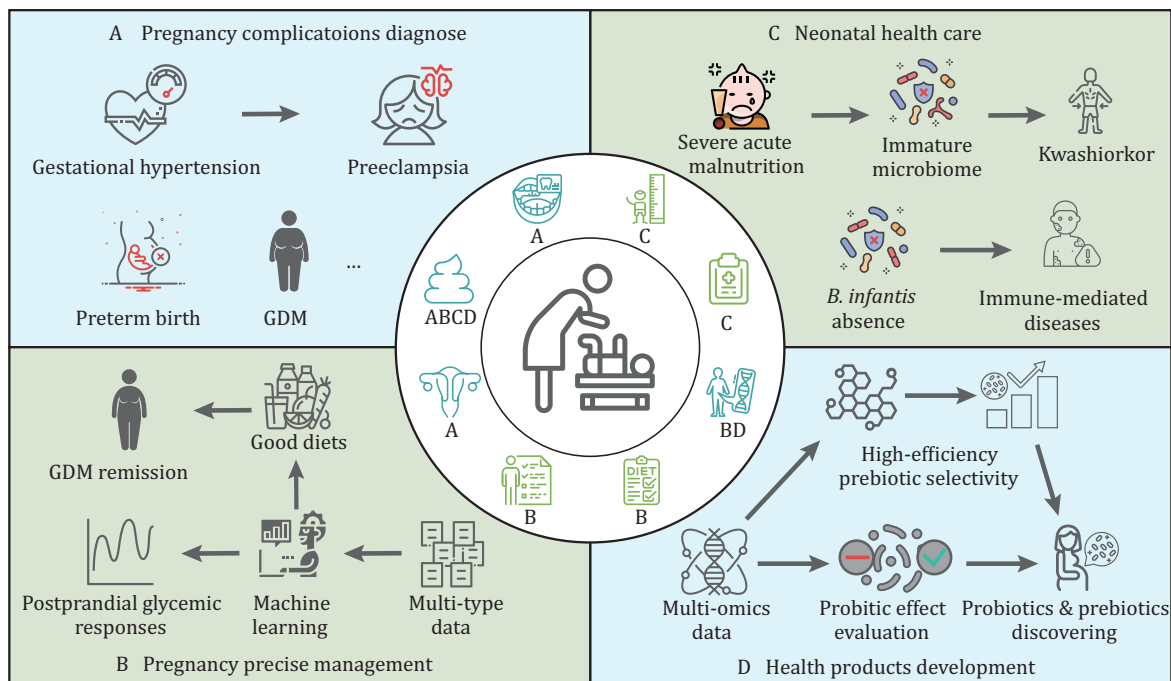 A Pregnancy complicatoions diagnose
Gestational hypertension
Preeclampsia
Preterm birth
GDM
...
C Neonatal health care
Severe acute
malnutrition
Immature
microbiome
Kwashiorkor
B. infantis
absence
Immune-mediated
diseases
A
C
ABCD
C
A
BD
B
DIET
B
GDM remission
Good diets
Postprandial glycemic
responses
Machine
learning
Multi-type
data
B Pregnancy precise management
High-efficiency
prebiotic selectivity
Multi-omics
data
Probitic effect
evaluation
Probiotics & prebiotics
discovering
D Health products development